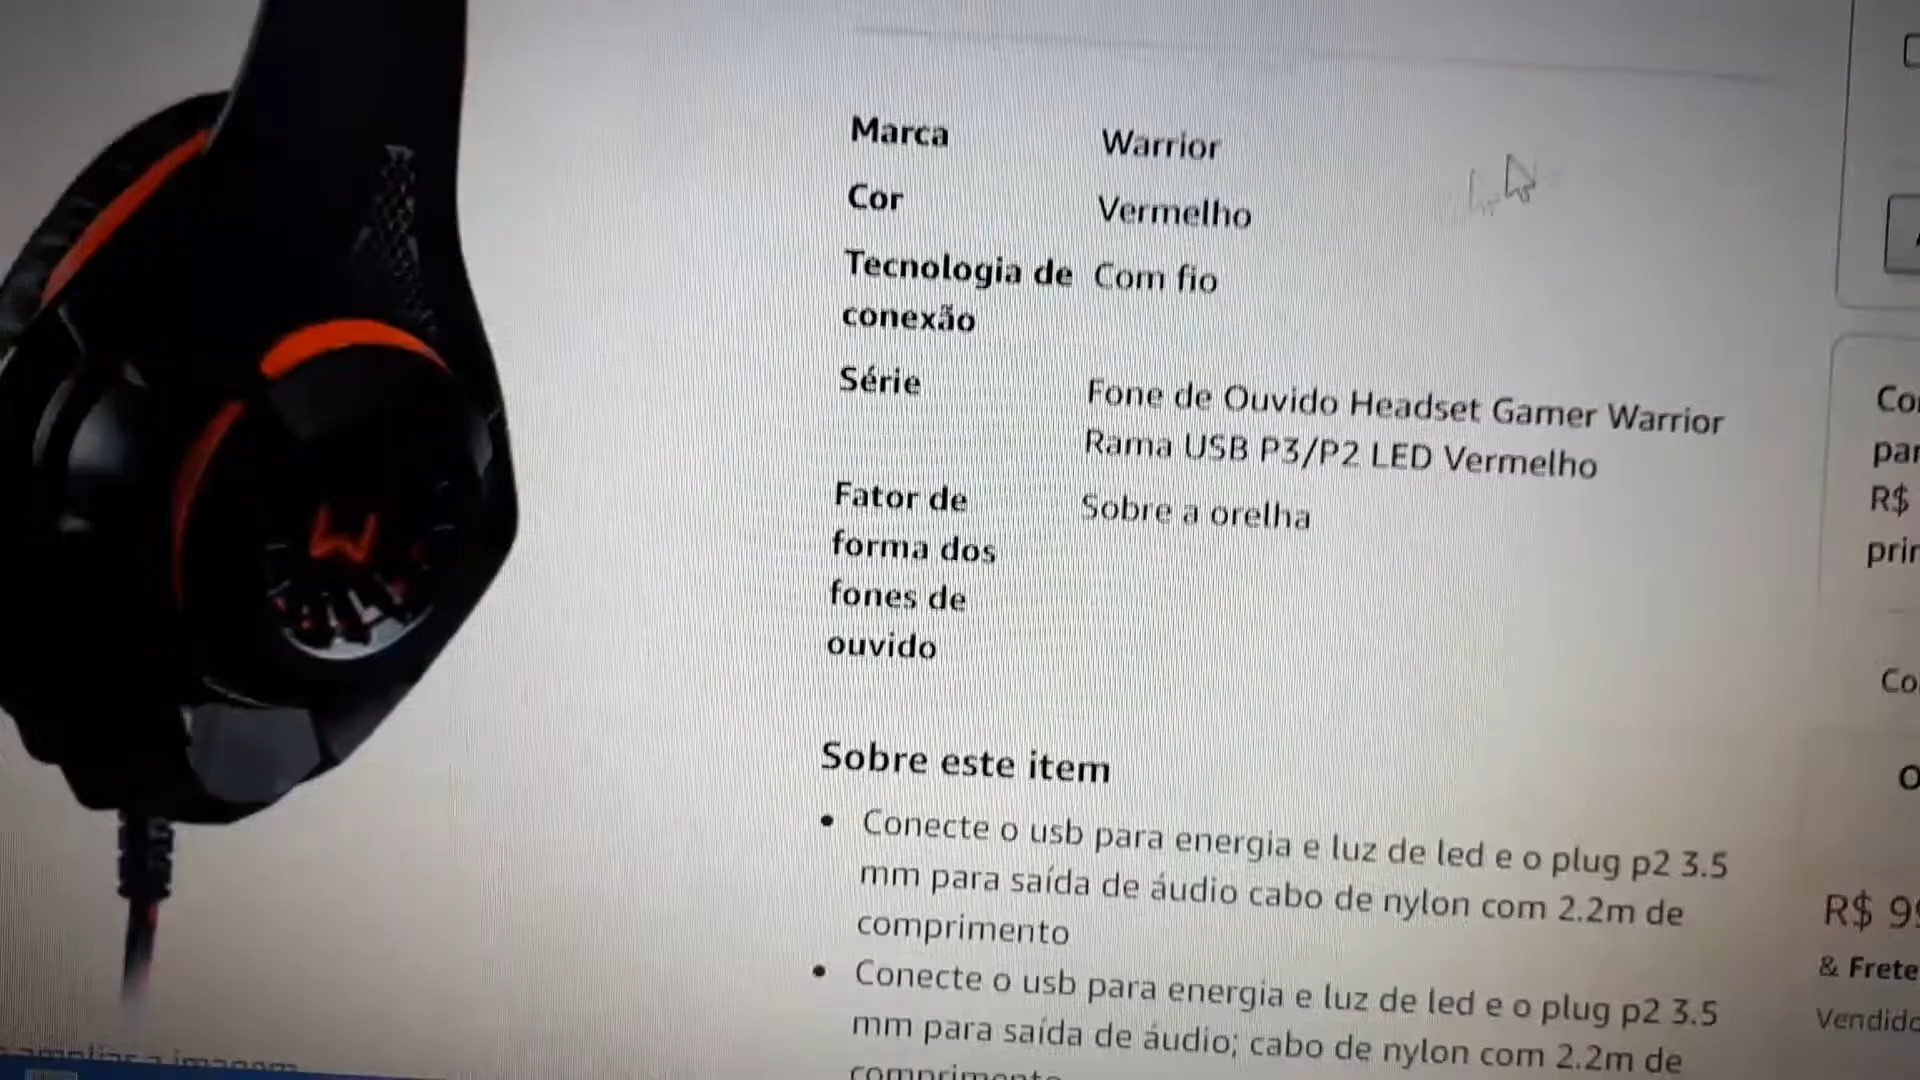 Marca Warrior
Cor Vermelho
Tecnologia de Com fio
conexão
Série Fone de Ouvido Headset Gamer Warrior
Rama USB P3/P2 LED Vermelho
Fator de Sobre a orelha
forma dos
fones de
ouvido
Sobre este item
• Conecte o usb para energia e luz de led e o plug p2 3.5
mm para saída de áudio cabo de nylon com 2.2m de
comprimento
• Conecte o usb para energia e luz de led e o plug p2 3.5
mm para saída de áudio; cabo de nylon com 2.2m de
comprimento
ampliar a imagem
W
R$
R$ 99
& Frete